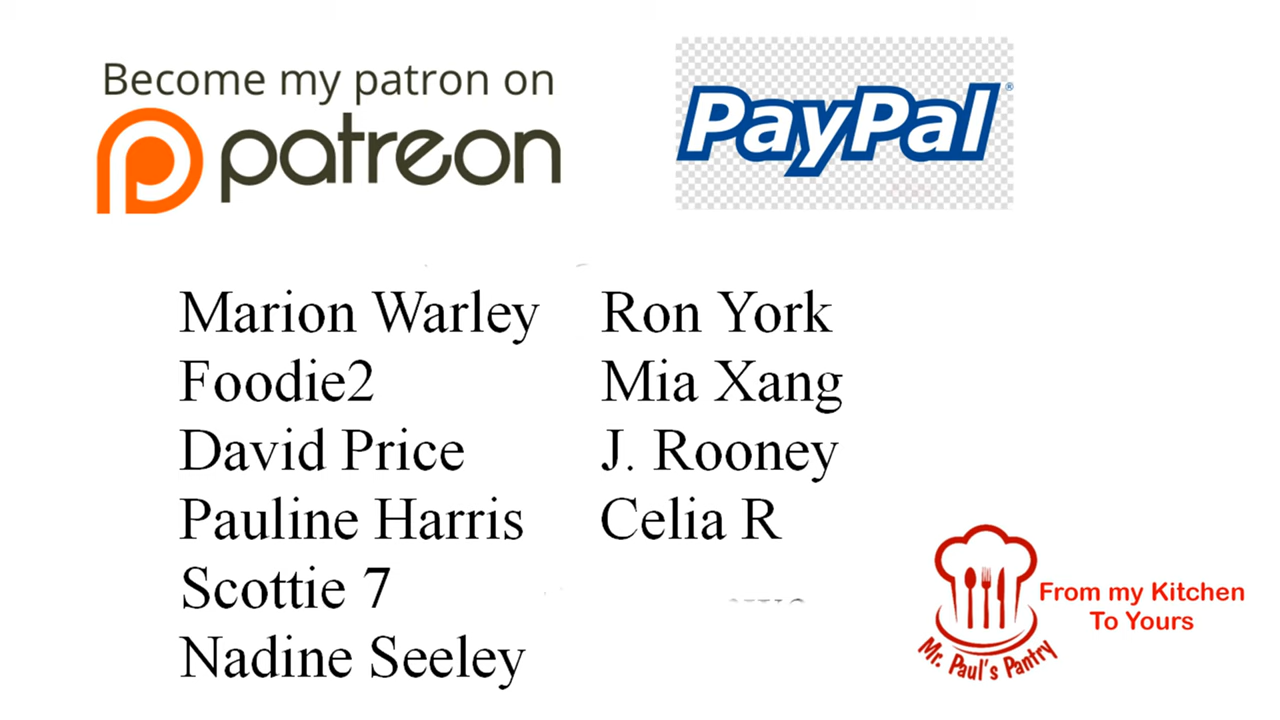 Become my patron on
patreon
PayPal®
Marion Warley
Foodie2
David Price
Pauline Harris
Scottie 7
Nadine Seeley
Ron York
Mia Xang
J. Rooney
Celia R
From my Kitchen
To Yours
Mr. Paul's Pantry